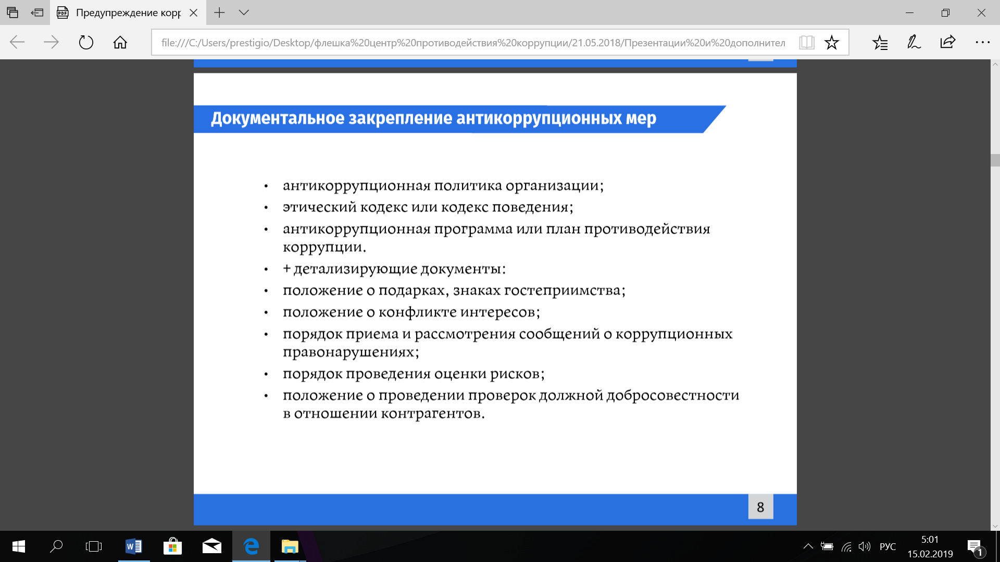 Предупреждение корр
file:///C:/Users/prestigio/Desktop/флешка%20центр%20противодействия%20коррупции/21.05.2018/Презентации%20и%20дополнител
Документальное закрепление антикоррупционных мер
• антикоррупционная политика организации;
• этический кодекс или кодекс поведения;
• антикоррупционная программа или план противодействия
коррупции.
• + детализирующие документы:
• положение о подарках, знаках гостеприимства;
• положение о конфликте интересов;
• порядок приема и рассмотрения сообщений о коррупционных
правонарушениях;
• порядок проведения оценки рисков;
• положение о проведении проверок должной добросовестности
в отношении контрагентов.
8
РУС
5:01
15.02.2019
1